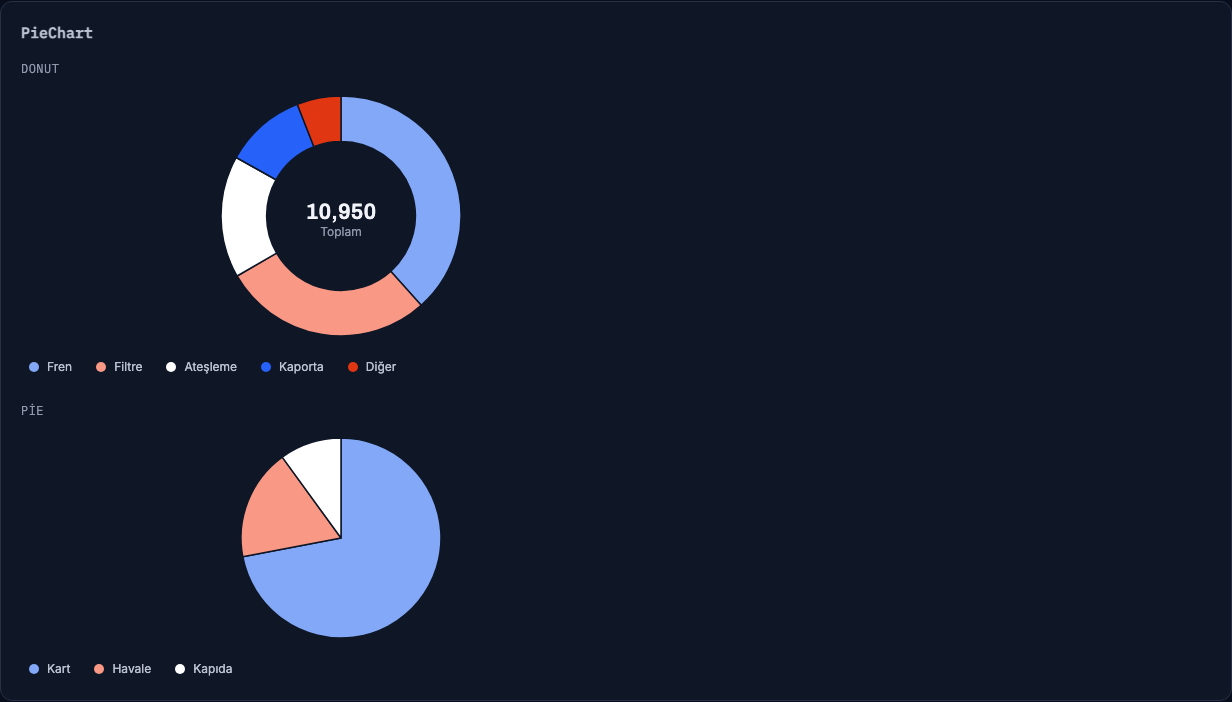 PieChart
DONUT
10,950
Toplam
Fren Filtre Ateşleme Kaporta Diğer
PİE
Kart Havale Kapıda